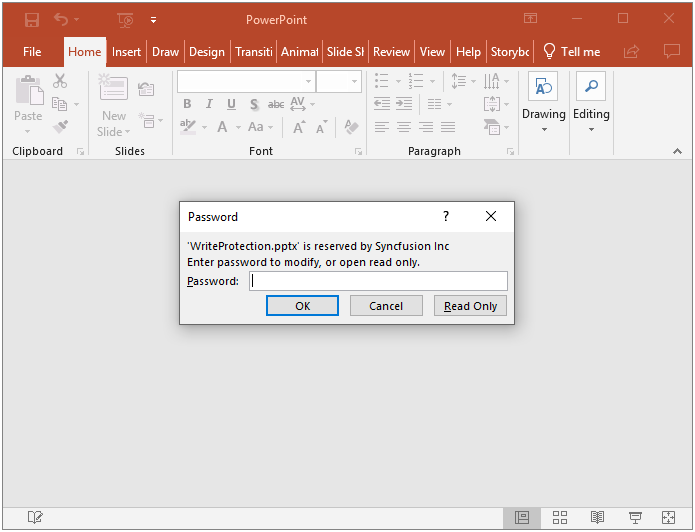 PowerPoint
File Home Insert Draw Design Transiti Animat Slide Sh Review View Help Storybo Tell me
Paste
New
Slide
B I U S abc AV
A Aa A A
Drawing
Editing
Clipboard Slides Font Paragraph
Password ?
'WriteProtection.pptx' is reserved by Syncfusion Inc
Enter password to modify, or open read only.
Password:
OK Cancel Read Only